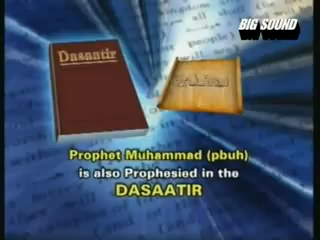 BIG SOUND
Dasaatir
Prophet Muhammad (pbuh)
is also Prophesied in the
DASAATIR